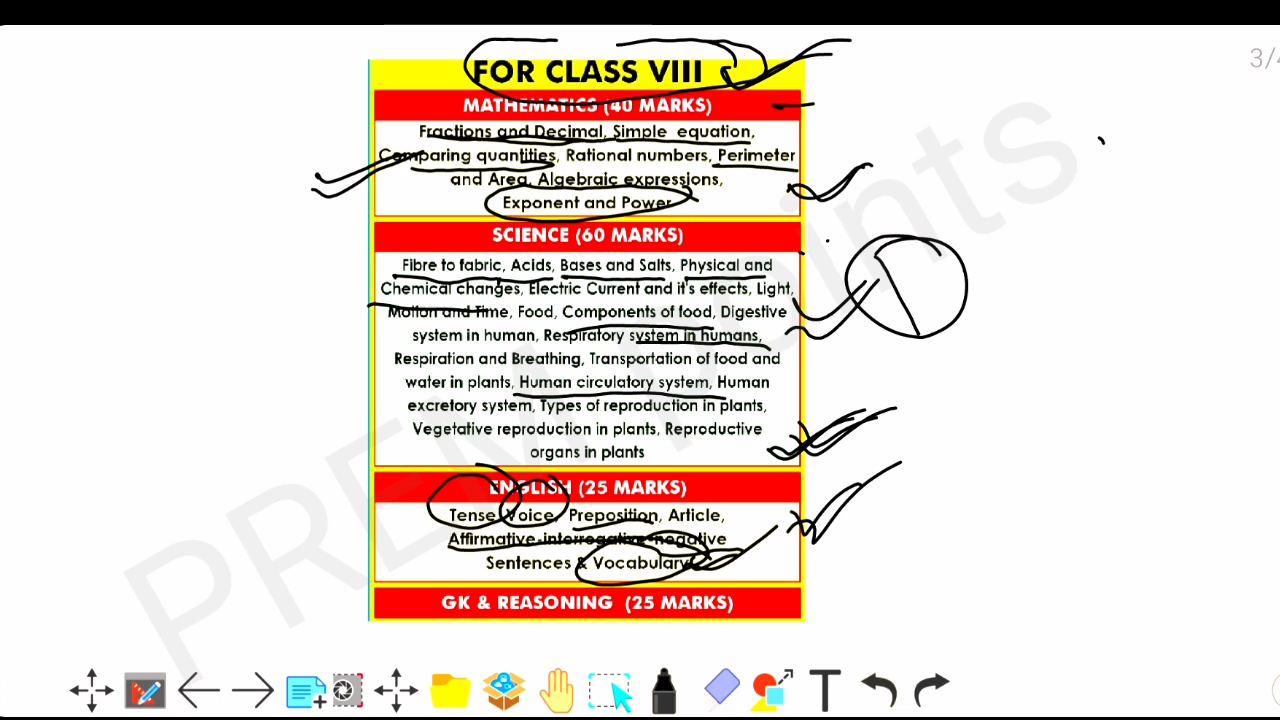 3/4
FOR CLASS VIII
MATHEMATICS (40 MARKS)
Fractions and Decimal, Simple equation,
Comparing quantities, Rational numbers, Perimeter
and Area, Algebraic expressions,
Exponent and Power
SCIENCE (60 MARKS)
Fibre to fabric, Acids, Bases and Salts, Physical and
Chemical changes, Electric Current and it's effects, Light,
Motion and Time, Food, Components of food, Digestive
system in human, Respiratory system in humans,
Respiration and Breathing, Transportation of food and
water in plants, Human circulatory system, Human
excretory system, Types of reproduction in plants,
Vegetative reproduction in plants, Reproductive
organs in plants
ENGLISH (25 MARKS)
Tense Voice, Preposition, Article,
Affirmative-interrogative-negative
Sentences & Vocabulary
GK & REASONING (25 MARKS)
PREM points